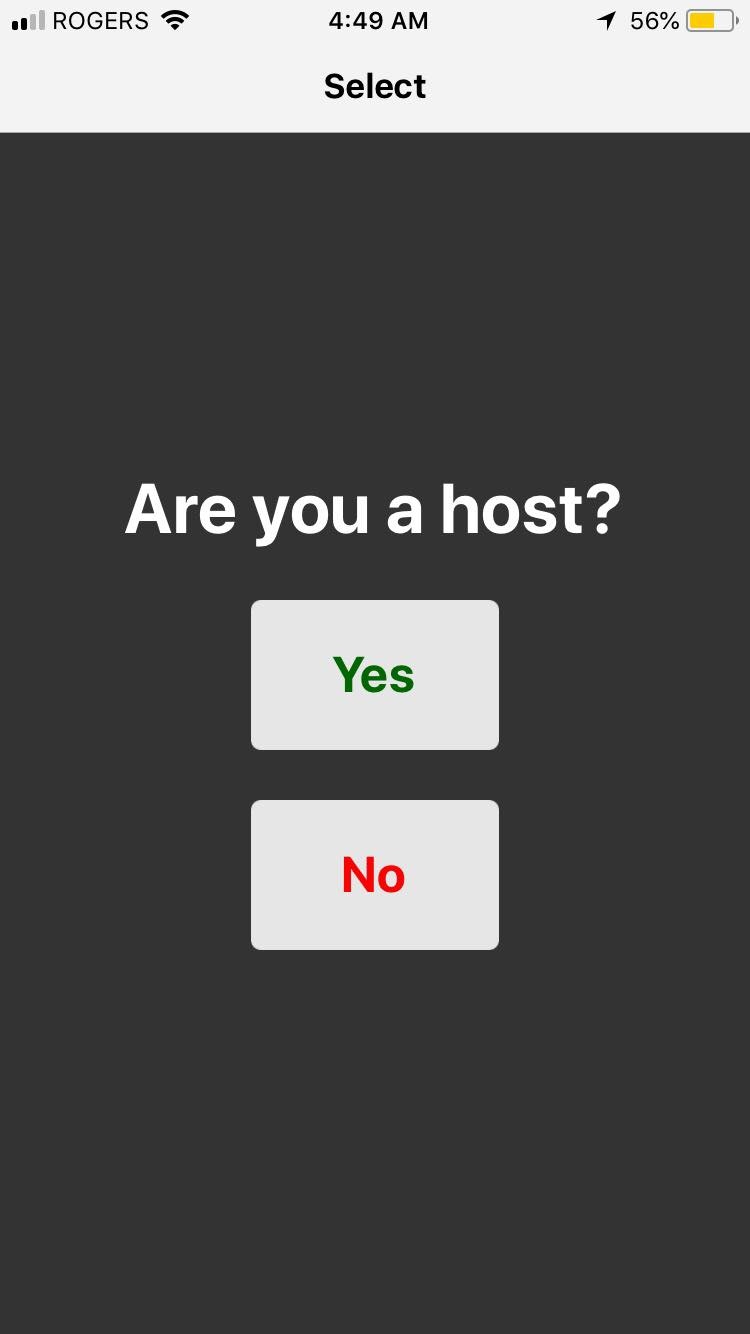 ROGERS 4:49 AM 56%
Select
Are you a host?
Yes
No